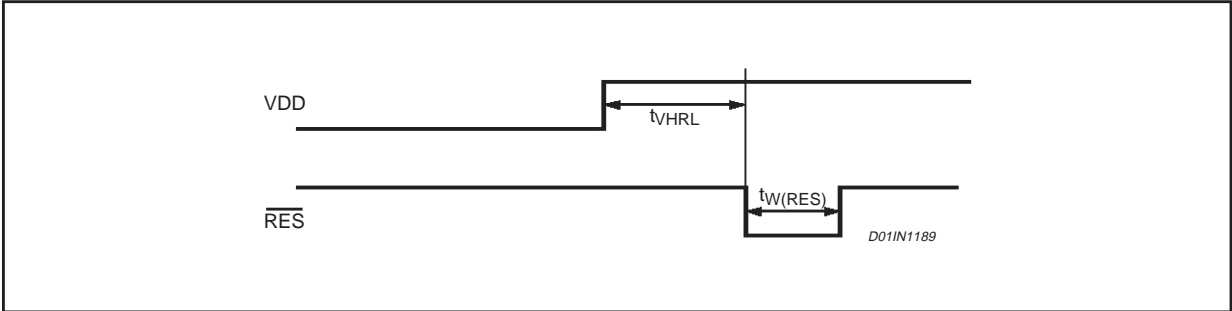 VDD
tVHRL
tW(RES)
RES
D01IN1189